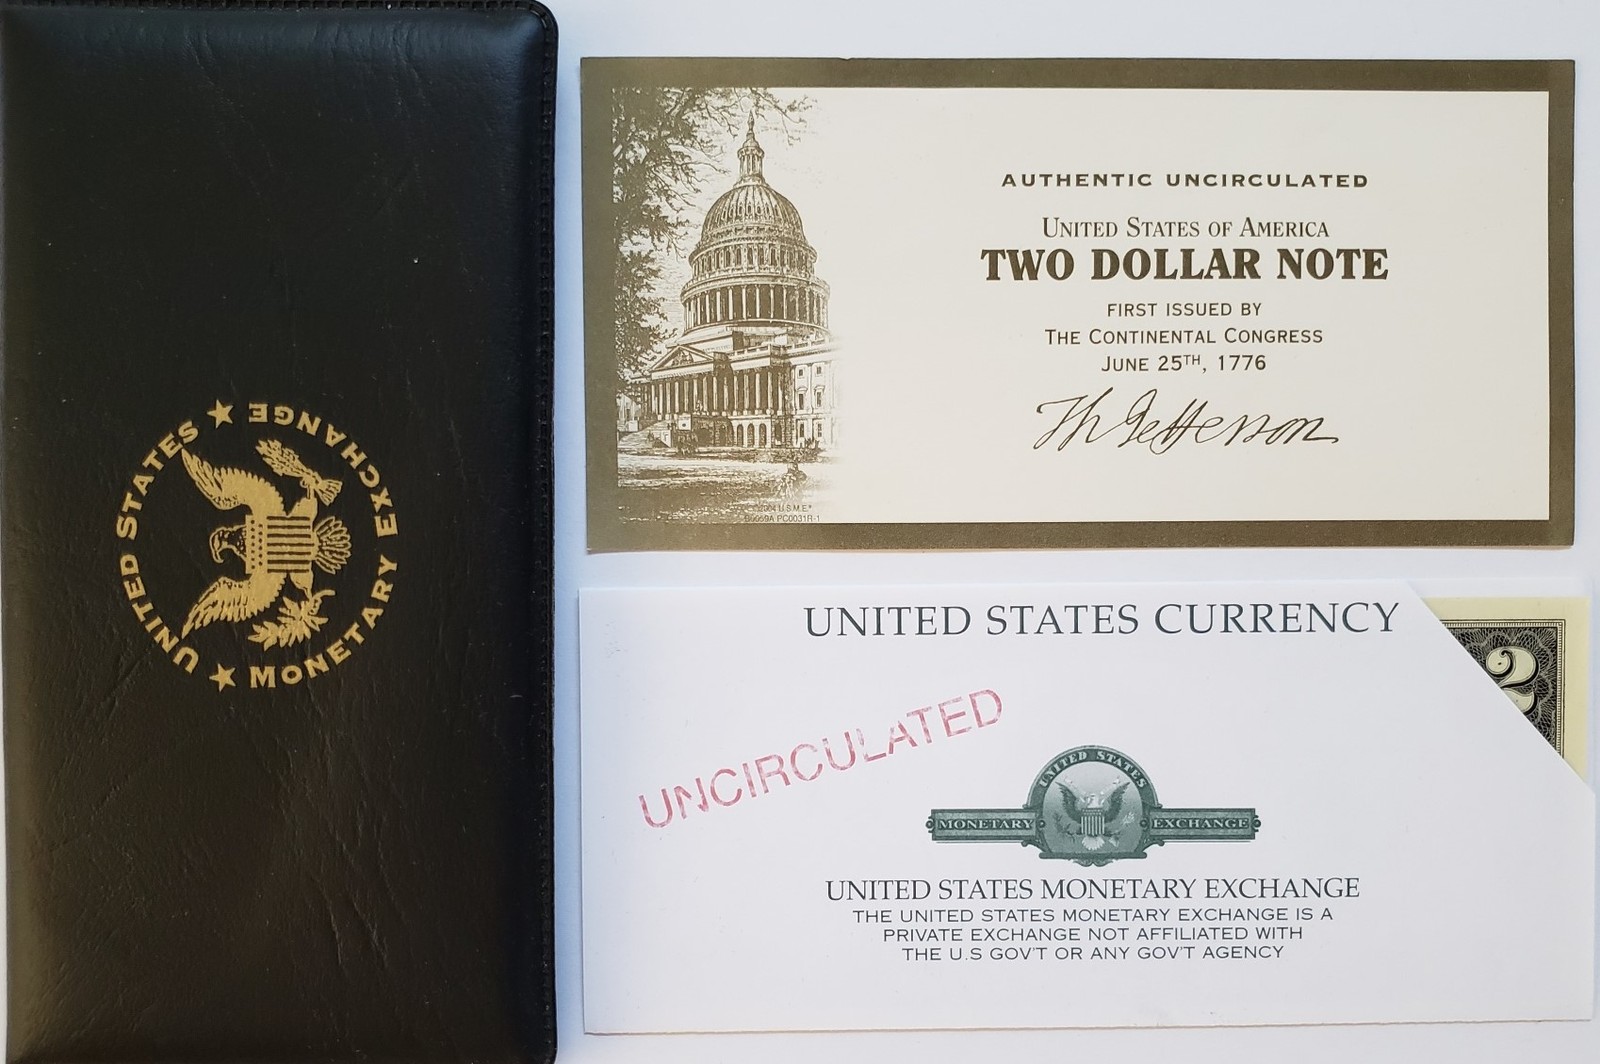 UNITED STATES ★ MONETARY EXCHANGE ★
AUTHENTIC UNCIRCULATED
UNITED STATES OF AMERICA
TWO DOLLAR NOTE
FIRST ISSUED BY
THE CONTINENTAL CONGRESS
JUNE 25TH, 1776
Th Jefferson
UNITED STATES CURRENCY
2
UNCIRCULATED
UNITED STATES
MONETARY EXCHANGE
UNITED STATES MONETARY EXCHANGE
THE UNITED STATES MONETARY EXCHANGE IS A
PRIVATE EXCHANGE NOT AFFILIATED WITH
THE U.S GOV'T OR ANY GOV'T AGENCY